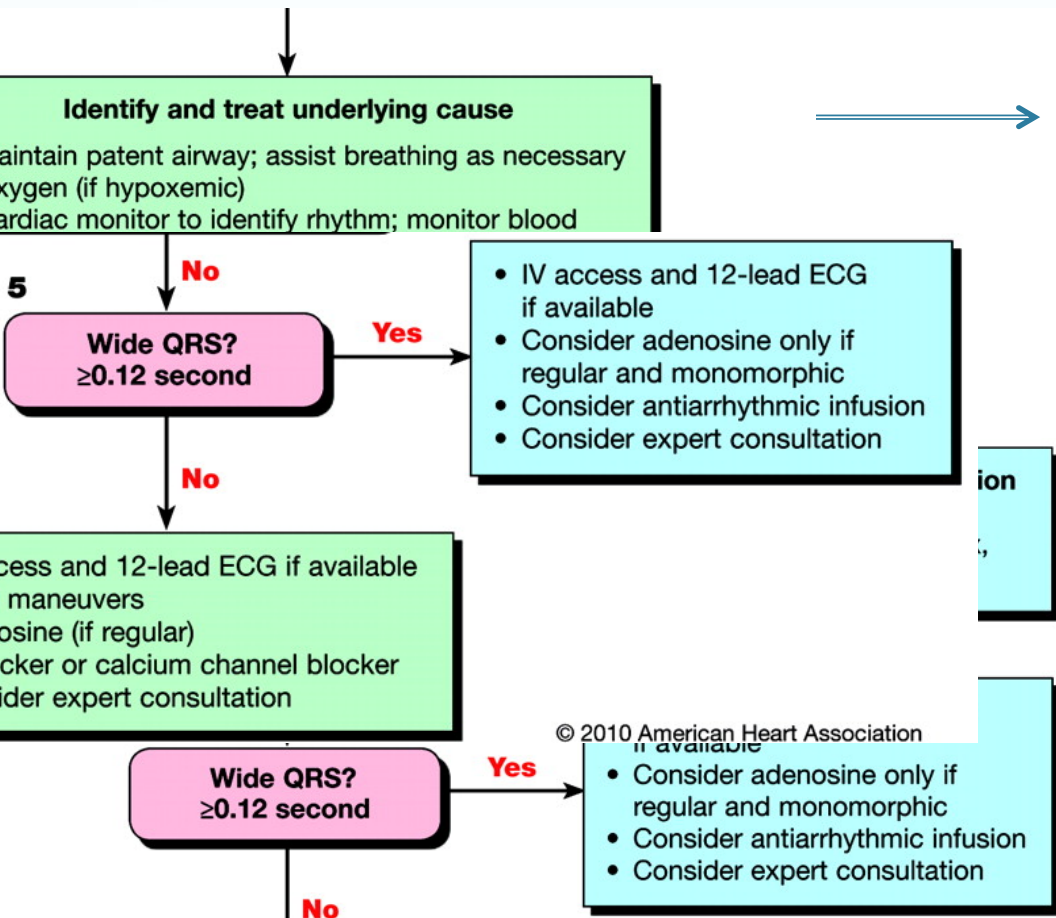 Identify and treat underlying cause
aintain patent airway; assist breathing as necessary
xygen (if hypoxemic)
ardiac monitor to identify rhythm; monitor blood
No
5
Wide QRS?
≥0.12 second
Yes
• IV access and 12-lead ECG
if available
• Consider adenosine only if
regular and monomorphic
• Consider antiarrhythmic infusion
• Consider expert consultation
ion
No
cess and 12-lead ECG if available
maneuvers
osine (if regular)
cker or calcium channel blocker
ider expert consultation
© 2010 American Heart Association
if available
Wide QRS?
≥0.12 second
Yes
• Consider adenosine only if
regular and monomorphic
• Consider antiarrhythmic infusion
• Consider expert consultation
No